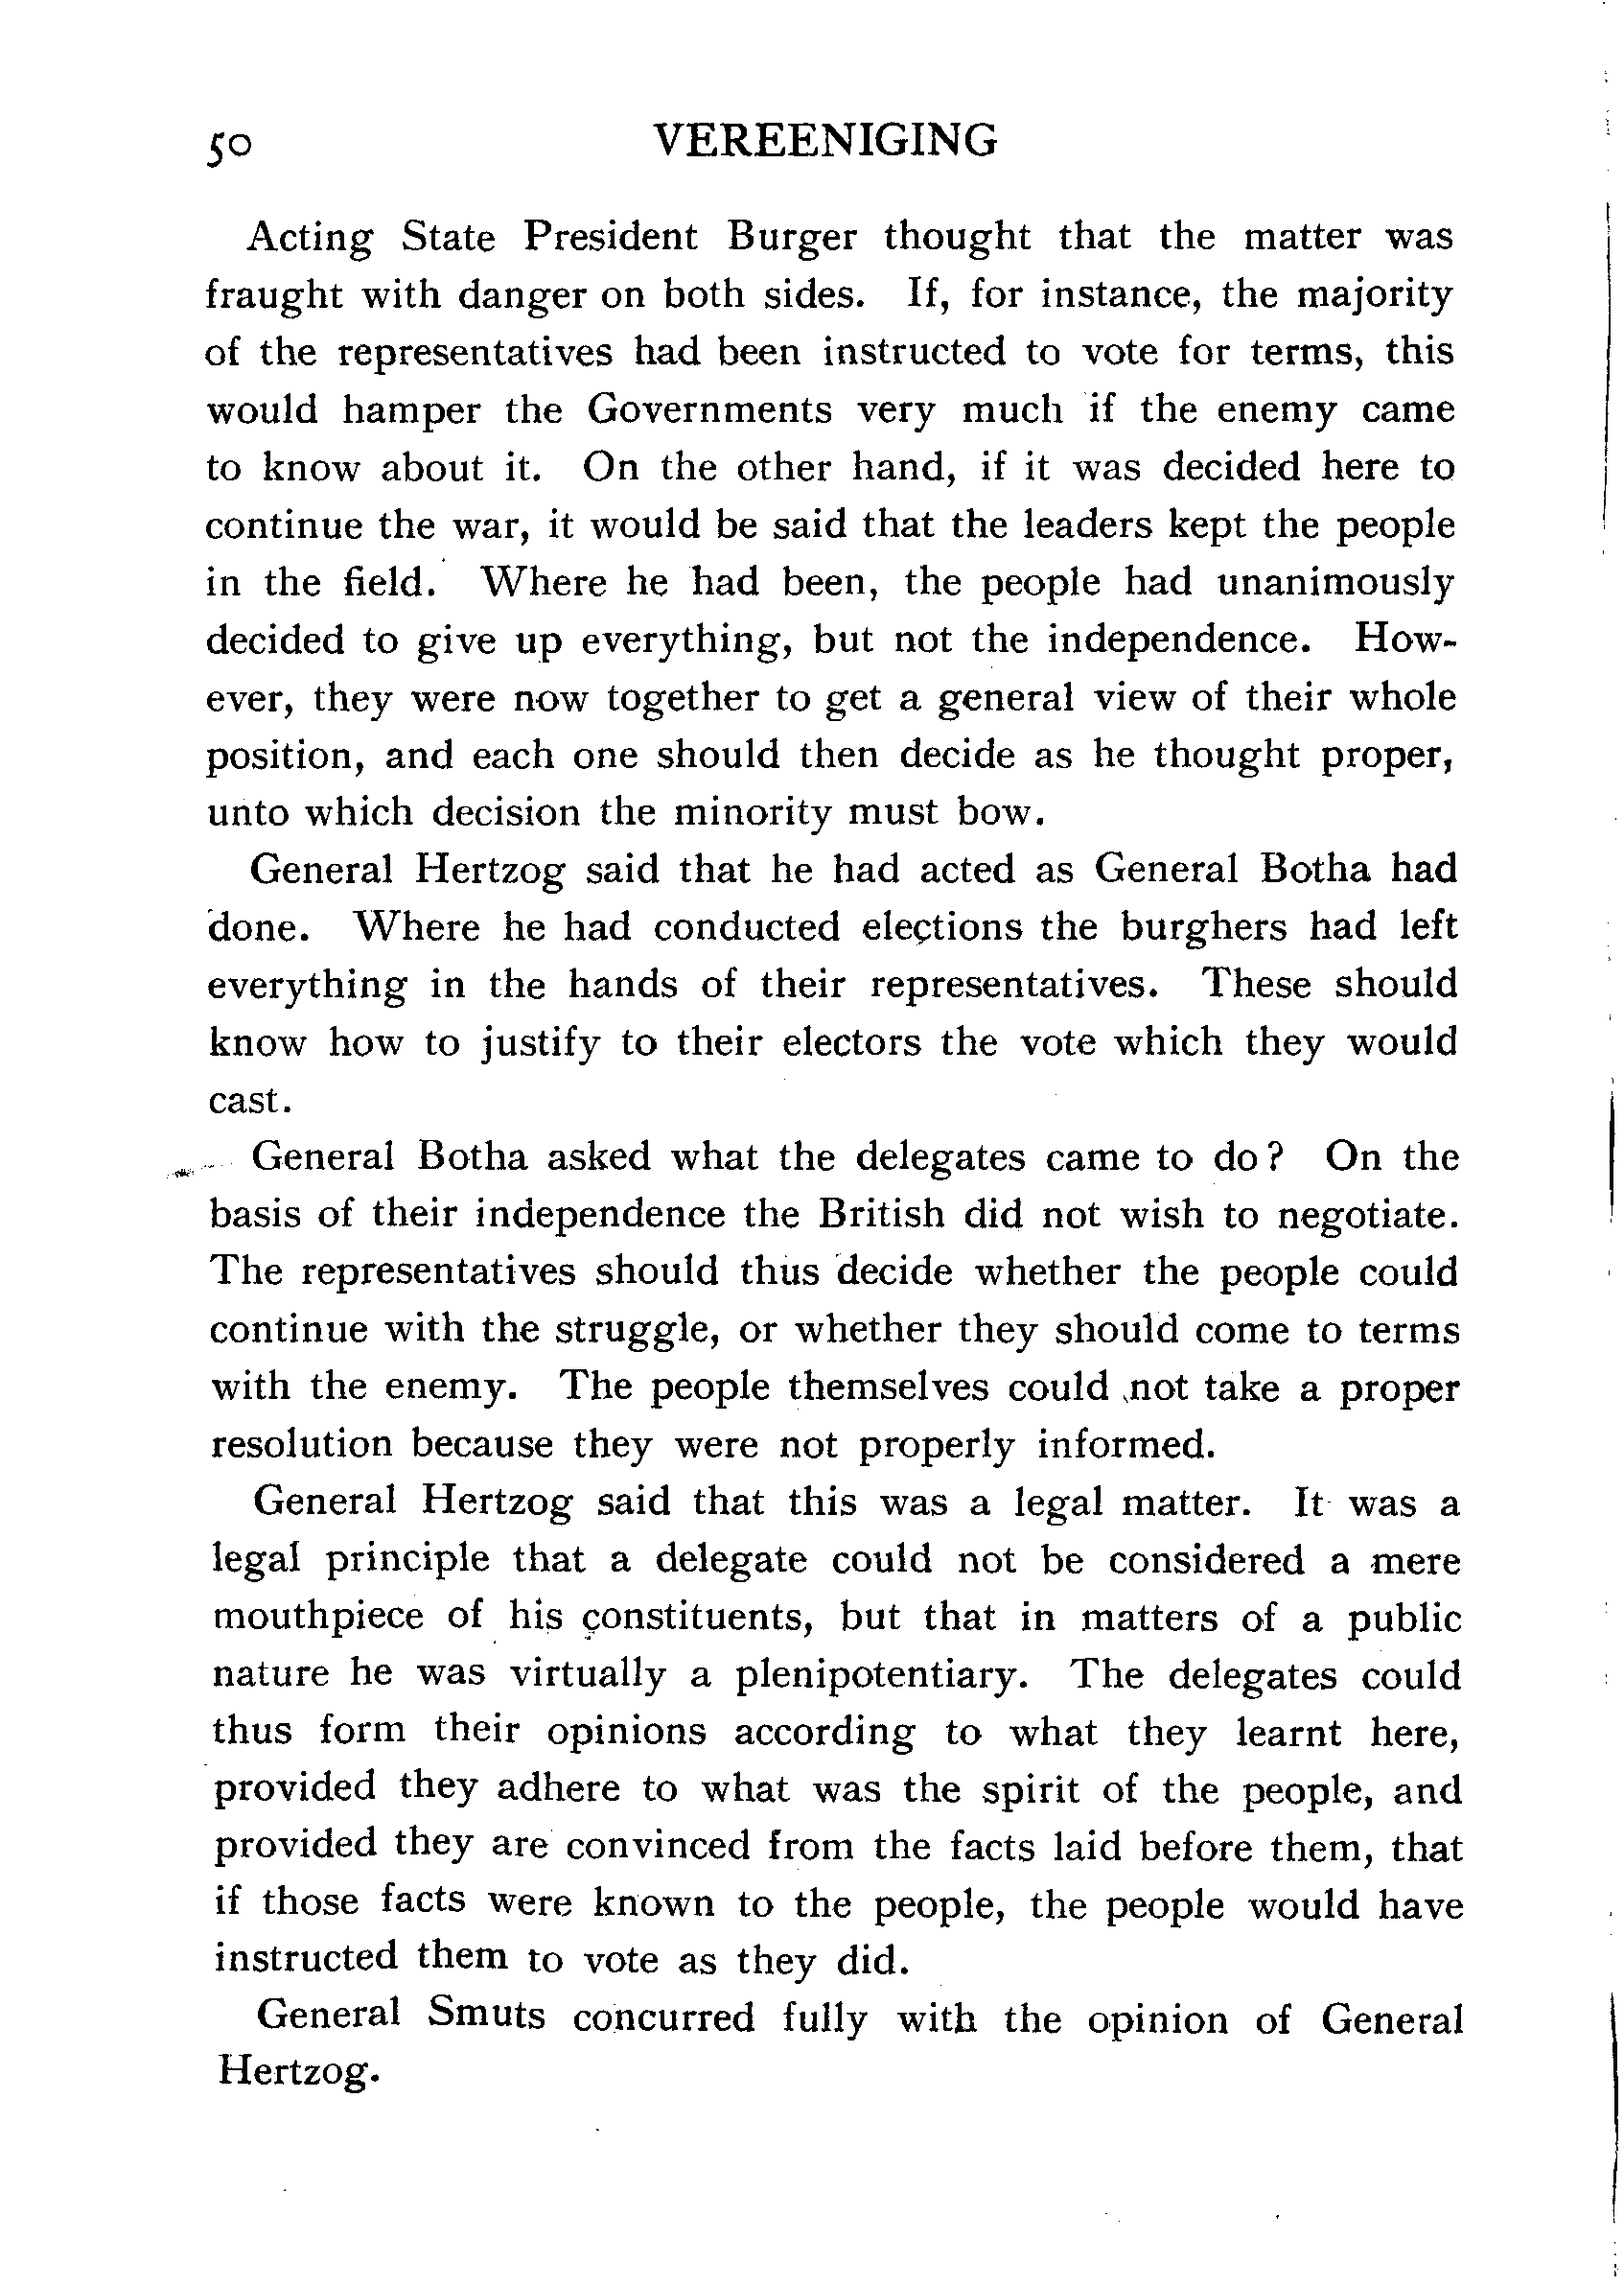 50 VEREENIGING
Acting State President Burger thought that the matter was
fraught with danger on both sides. If, for instance, the majority
of the representatives had been instructed to vote for terms, this
would hamper the Governments very much if the enemy came
to know about it. On the other hand, if it was decided here to
continue the war, it would be said that the leaders kept the people
in the field. Where he had been, the people had unanimously
decided to give up everything, but not the independence. How-
ever, they were now together to get a general view of their whole
position, and each one should then decide as he thought proper,
unto which decision the minority must bow.
General Hertzog said that he had acted as General Botha had
done. Where he had conducted elections the burghers had left
everything in the hands of their representatives. These should
know how to justify to their electors the vote which they would
cast.
General Botha asked what the delegates came to do? On the
basis of their independence the British did not wish to negotiate.
The representatives should thus decide whether the people could
continue with the struggle, or whether they should come to terms
with the enemy. The people themselves could not take a proper
resolution because they were not properly informed.
General Hertzog said that this was a legal matter. It was a
legal principle that a delegate could not be considered a mere
mouthpiece of his constituents, but that in matters of a public
nature he was virtually a plenipotentiary. The delegates could
thus form their opinions according to what they learnt here,
provided they adhere to what was the spirit of the people, and
provided they are convinced from the facts laid before them, that
if those facts were known to the people, the people would have
instructed them to vote as they did.
General Smuts concurred fully with the opinion of General
Hertzog.